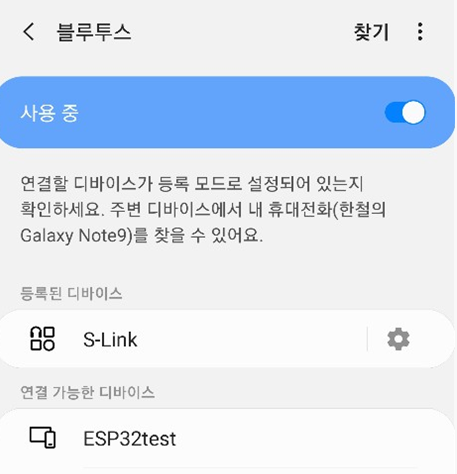 블루투스 찾기
사용 중
연결할 디바이스가 등록 모드로 설정되어 있는지
확인하세요. 주변 디바이스에서 내 휴대전화(한철의
Galaxy Note9)를 찾을 수 있어요.
등록된 디바이스
S-Link
연결 가능한 디바이스
ESP32test